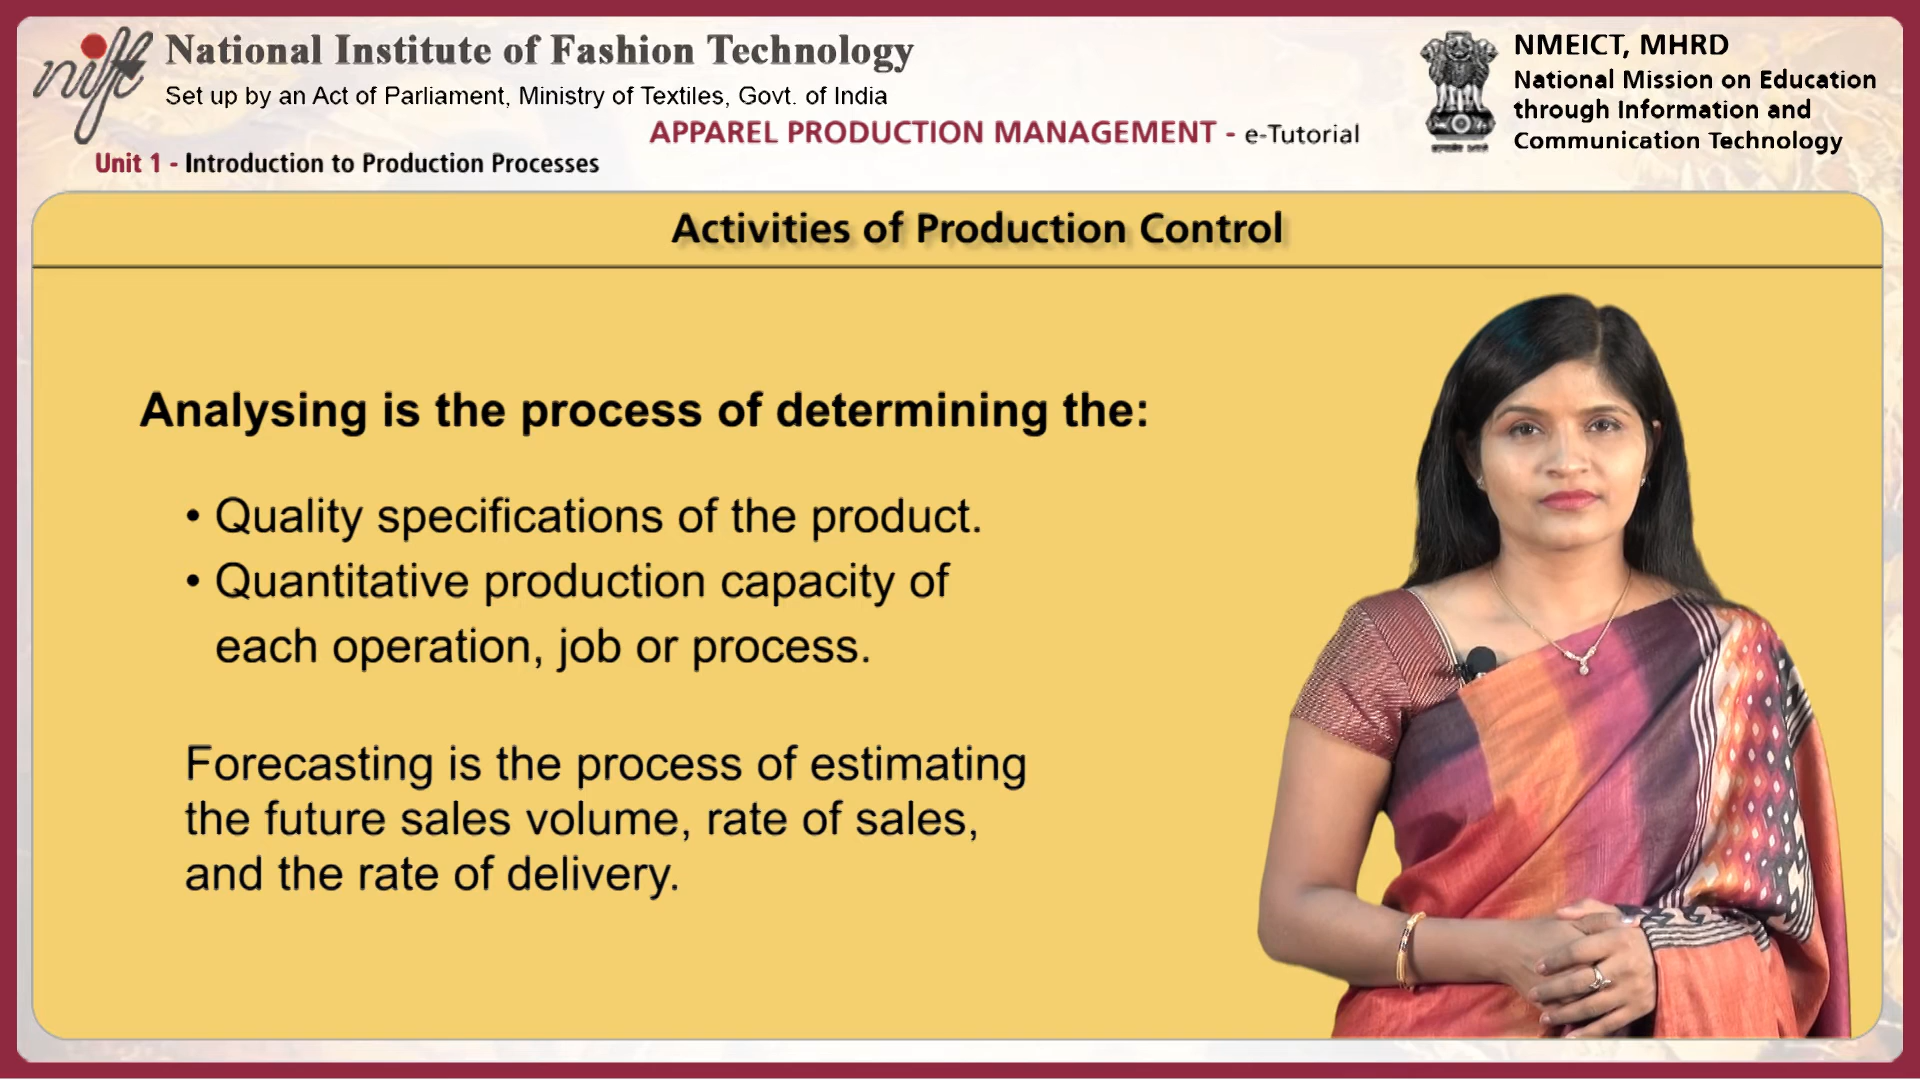 nift
National Institute of Fashion Technology
Set up by an Act of Parliament, Ministry of Textiles, Govt. of India
APPAREL PRODUCTION MANAGEMENT - e-Tutorial
Unit 1 - Introduction to Production Processes
NMEICT, MHRD
National Mission on Education
through Information and
Communication Technology
Activities of Production Control
Analysing is the process of determining the:
• Quality specifications of the product.
• Quantitative production capacity of
each operation, job or process.
Forecasting is the process of estimating
the future sales volume, rate of sales,
and the rate of delivery.